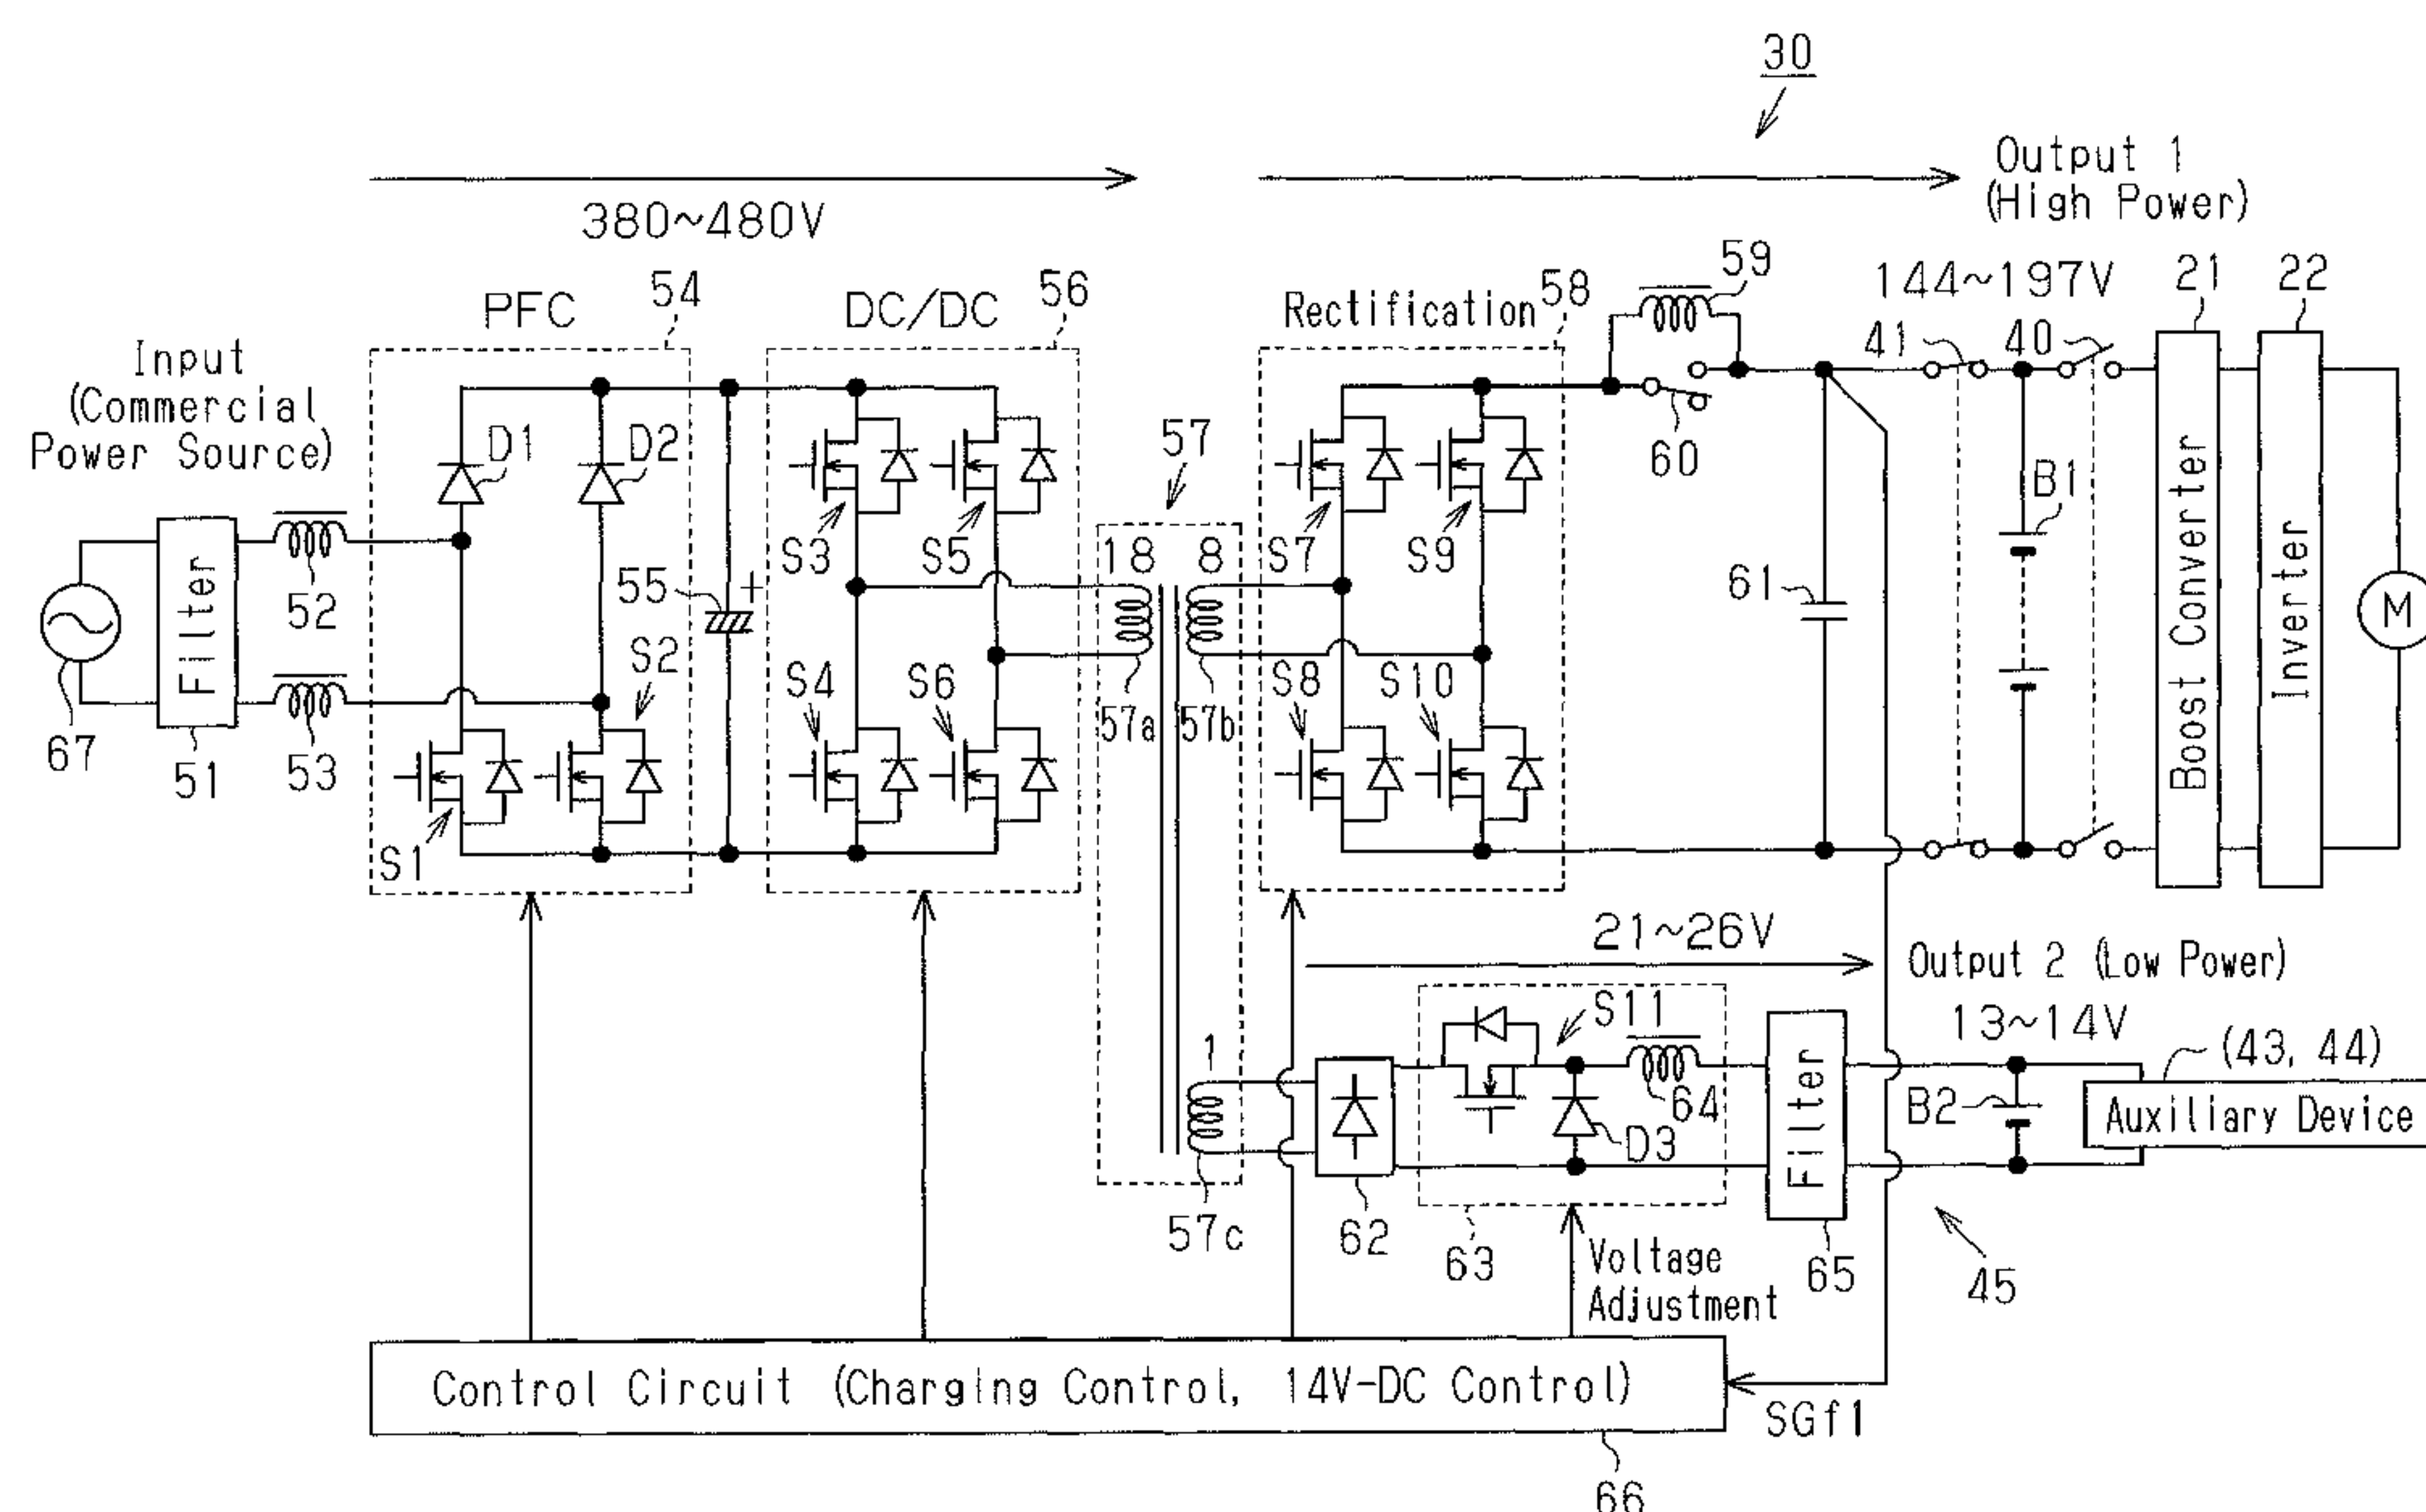 30
Output 1
(High Power)
380~480V
59
144~197V
21
22
PFC
54
DC/DC
56
Rectification
58
41
40
Input
(Commercial
Power Source)
D1
D2
57
60
B1
Filter
52
S3
S5
18
8
S7
S9
61
Boost Converter
Inverter
M
55
+
S2
S4
S6
57a
57b
S8
S10
67
51
53
S1
21~26V
Output 2 (Low Power)
S11
13~14V
(43, 44)
1
64
D3
Filter
B2
Auxiliary Device
57c
62
63
Voltage
Adjustment
65
45
Control Circuit (Charging Control, 14V-DC Control)
SGf1
66